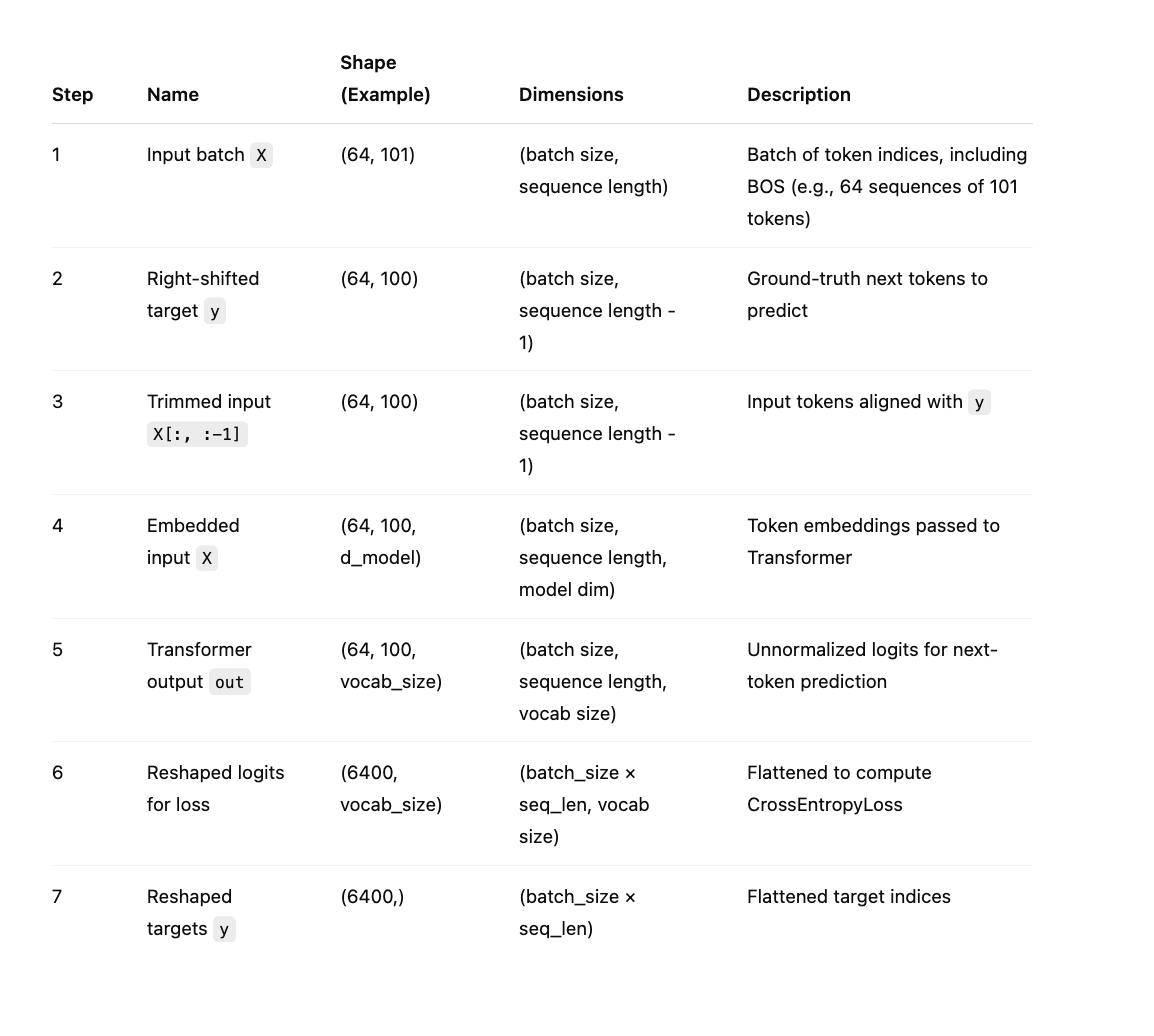 Shape
Step Name (Example) Dimensions Description
1 Input batch X (64, 101) (batch size, Batch of token indices, including
sequence length) BOS (e.g., 64 sequences of 101
tokens)
2 Right-shifted (64, 100) (batch size, Ground-truth next tokens to
target y sequence length - predict
1)
3 Trimmed input (64, 100) (batch size, Input tokens aligned with y
X[:, :-1] sequence length -
1)
4 Embedded (64, 100, (batch size, Token embeddings passed to
input X d_model) sequence length, Transformer
model dim)
5 Transformer (64, 100, (batch size, Unnormalized logits for next-
output out vocab_size) sequence length, token prediction
vocab size)
6 Reshaped logits (6400, (batch_size × Flattened to compute
for loss vocab_size) seq_len, vocab CrossEntropyLoss
size)
7 Reshaped (6400,) (batch_size × Flattened target indices
targets y seq_len)